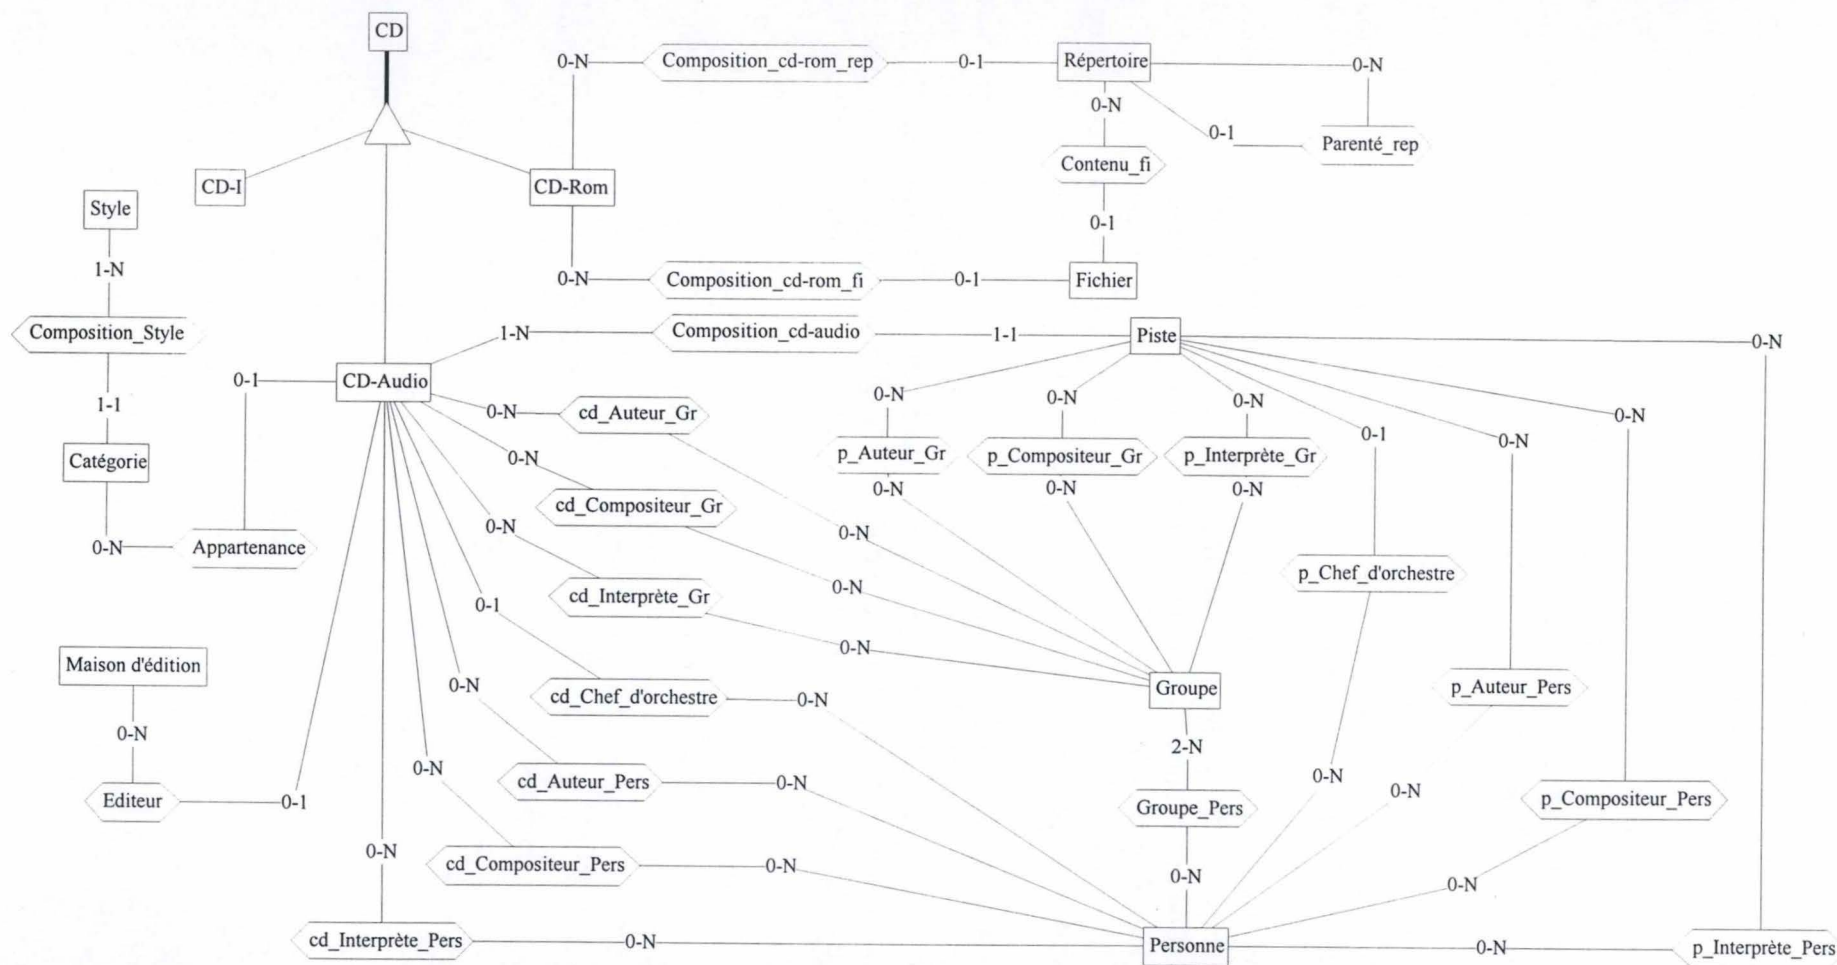 CD
0-N
Composition_cd-rom_rep
0-1
Répertoire
0-N
0-N
0-1
Parenté_rep
Contenu_fi
CD-I
CD-Rom
Style
0-1
1-N
0-N
Composition_cd-rom_fi
0-1
Fichier
Composition_Style
1-N
Composition_cd-audio
1-1
Piste
0-N
0-1
CD-Audio
1-1
0-N
cd_Auteur_Gr
0-N
0-N
0-N
0-1
0-N
0-N
Catégorie
0-N
p_Auteur_Gr
p_Compositeur_Gr
p_Interprète_Gr
0-N
0-N
0-N
cd_Compositeur_Gr
0-N
0-N
0-N
Appartenance
p_Chef_d'orchestre
0-N
cd_Interprète_Gr
0-1
0-N
Maison d'édition
0-N
cd_Chef_d'orchestre
0-N
Groupe
p_Auteur_Pers
0-N
2-N
0-N
cd_Auteur_Pers
0-N
0-N
0-N
Editeur
0-1
Groupe_Pers
p_Compositeur_Pers
0-N
cd_Compositeur_Pers
0-N
0-N
0-N
cd_Interprète_Pers
0-N
Personne
0-N
p_Interprète_Pers